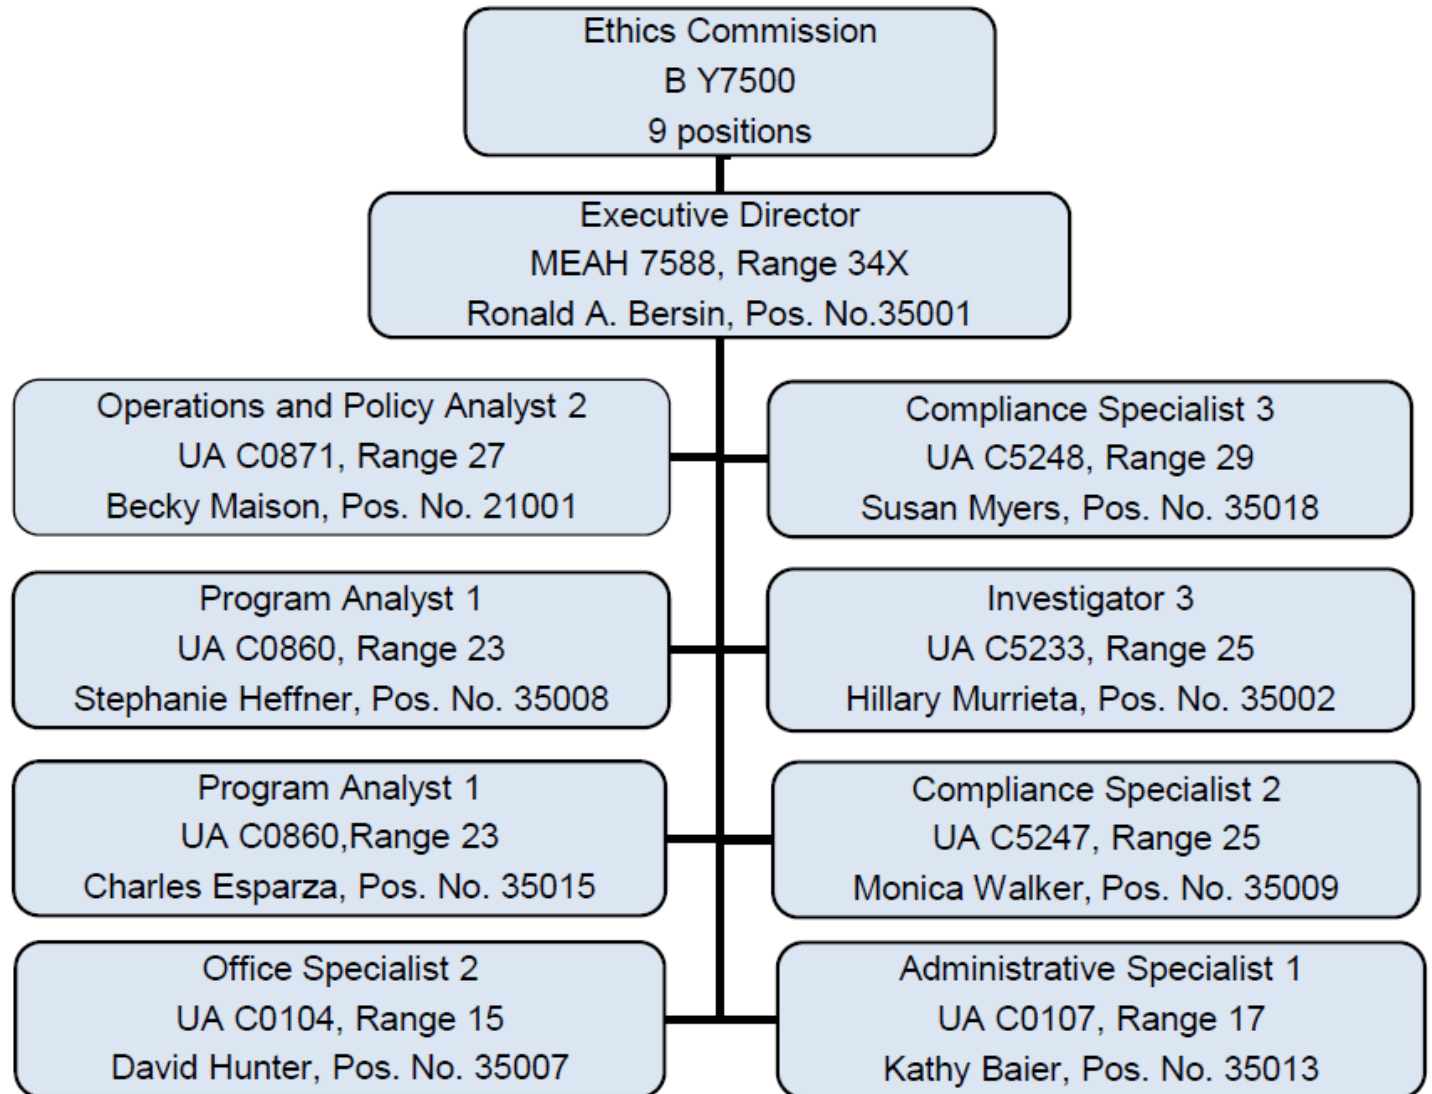 Ethics Commission
B Y7500
9 positions
Executive Director
MEAH 7588, Range 34X
Ronald A. Bersin, Pos. No.35001
Operations and Policy Analyst 2
UA C0871, Range 27
Becky Maison, Pos. No. 21001
Compliance Specialist 3
UA C5248, Range 29
Susan Myers, Pos. No. 35018
Program Analyst 1
UA C0860, Range 23
Stephanie Heffner, Pos. No. 35008
Investigator 3
UA C5233, Range 25
Hillary Murrieta, Pos. No. 35002
Program Analyst 1
UA C0860,Range 23
Charles Esparza, Pos. No. 35015
Compliance Specialist 2
UA C5247, Range 25
Monica Walker, Pos. No. 35009
Office Specialist 2
UA C0104, Range 15
David Hunter, Pos. No. 35007
Administrative Specialist 1
UA C0107, Range 17
Kathy Baier, Pos. No. 35013